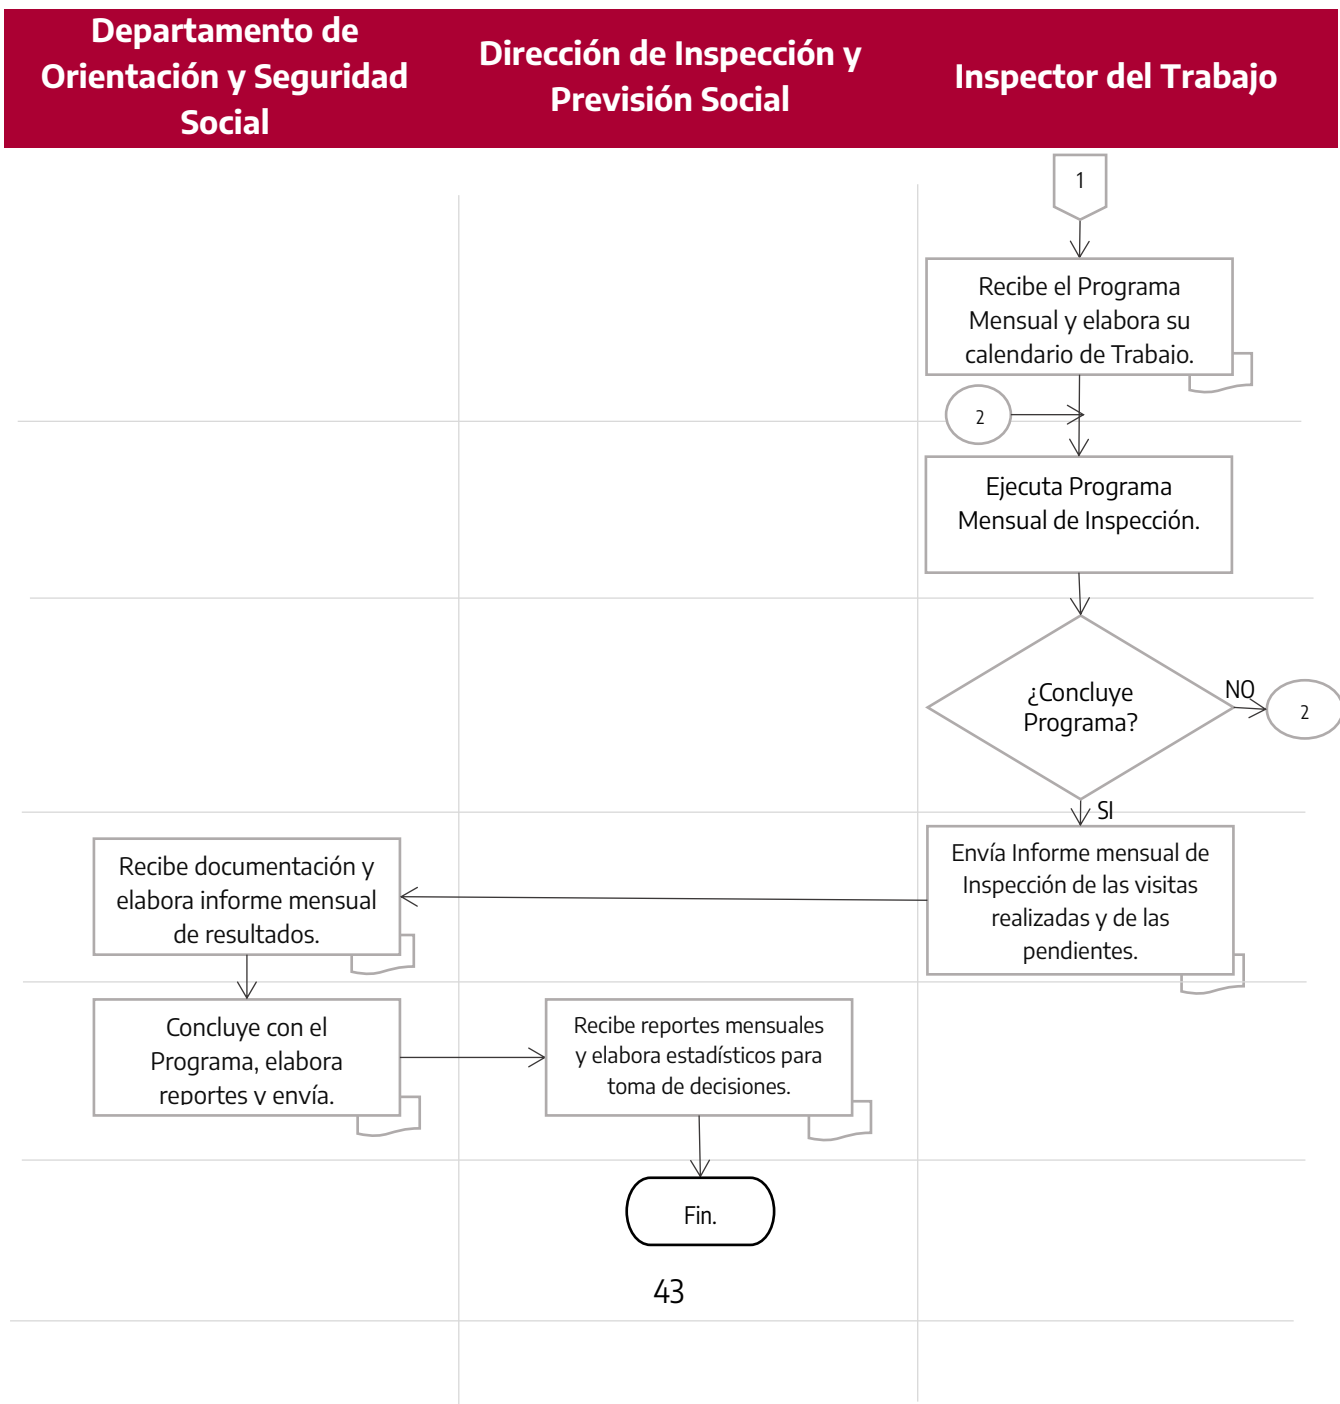 Departamento de
Orientación y Seguridad
Social
Dirección de Inspección y
Previsión Social
Inspector del Trabajo
1
Recibe el Programa
Mensual y elabora su
calendario de Trabajo.
2
Ejecuta Programa
Mensual de Inspección.
¿Concluye
Programa?
NO
2
SI
Envía Informe mensual de
Inspección de las visitas
realizadas y de las
pendientes.
Recibe documentación y
elabora informe mensual
de resultados.
Concluye con el
Programa, elabora
reportes y envía.
Recibe reportes mensuales
y elabora estadísticos para
toma de decisiones.
Fin.
43